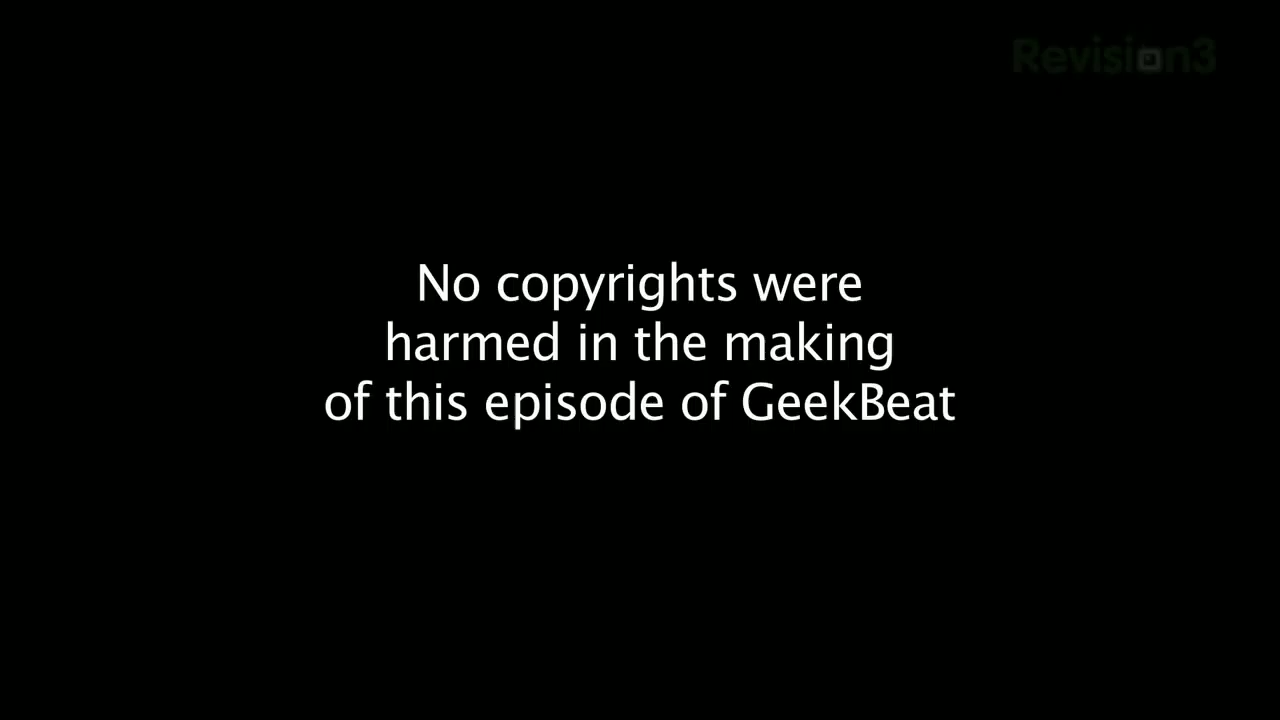 Revision3
No copyrights were
harmed in the making
of this episode of GeekBeat